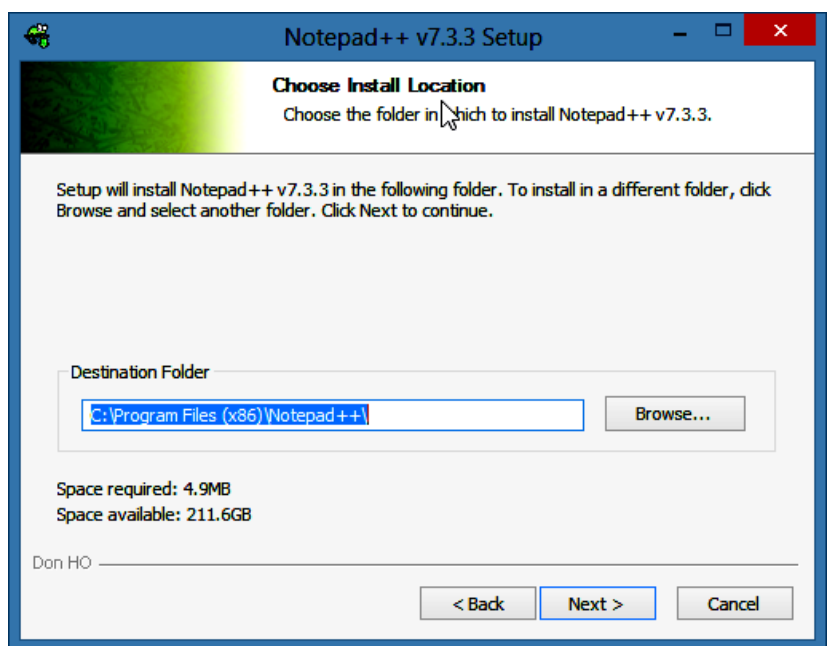 Notepad++ v7.3.3 Setup
Choose Install Location
Choose the folder in which to install Notepad++ v7.3.3.
Setup will install Notepad++ v7.3.3 in the following folder. To install in a different folder, click
Browse and select another folder. Click Next to continue.
Destination Folder
C:\Program Files (x86)\Notepad++\
Browse...
Space required: 4.9MB
Space available: 211.6GB
Don HO
< Back
Next >
Cancel